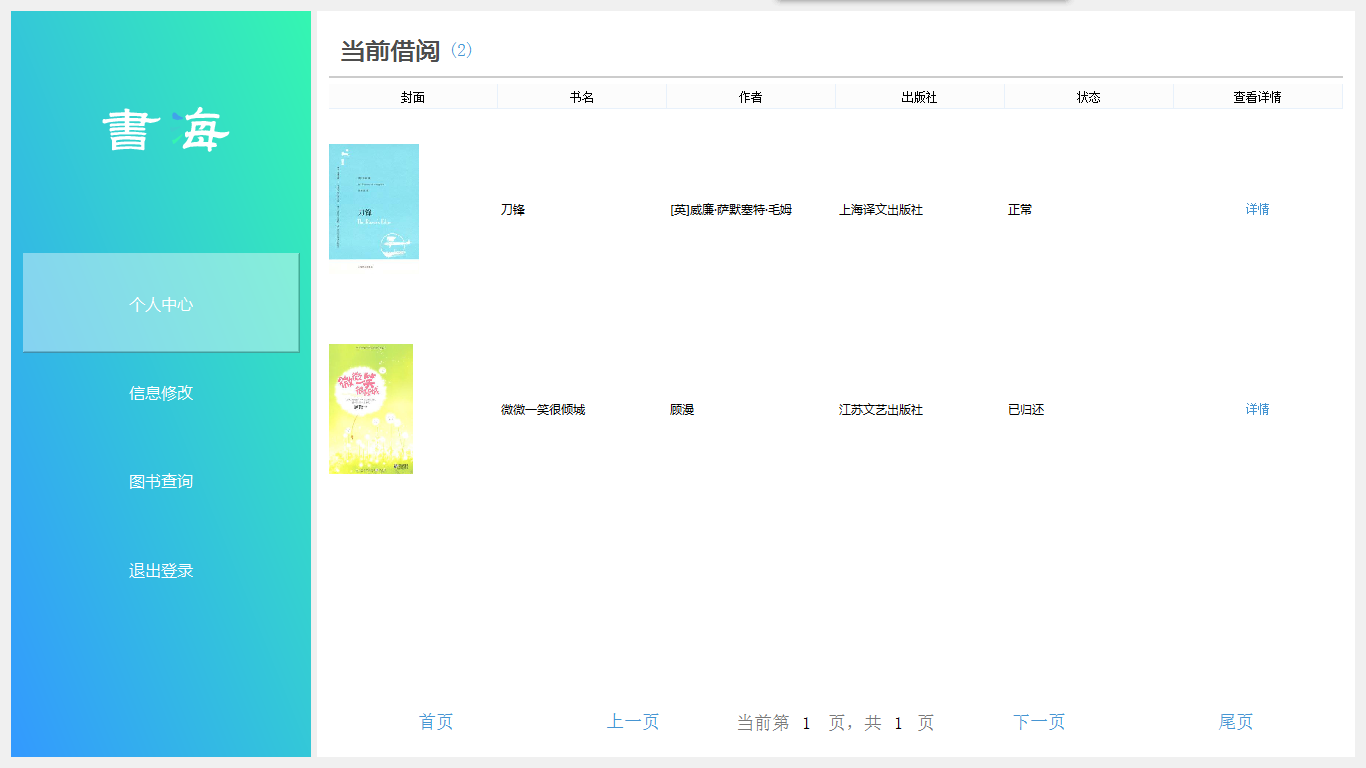 書海
个人中心
信息修改
图书查询
退出登录
当前借阅 (2)
封面 书名 作者 出版社 状态 查看详情
刀锋
The Razor's Edge
刀锋 [英]威廉·萨默塞特·毛姆 上海译文出版社 正常 详情
微微一笑很倾城
微微一笑很倾城 顾漫 江苏文艺出版社 已归还 详情
首页 上一页 当前第 1 页，共 1 页 下一页 尾页